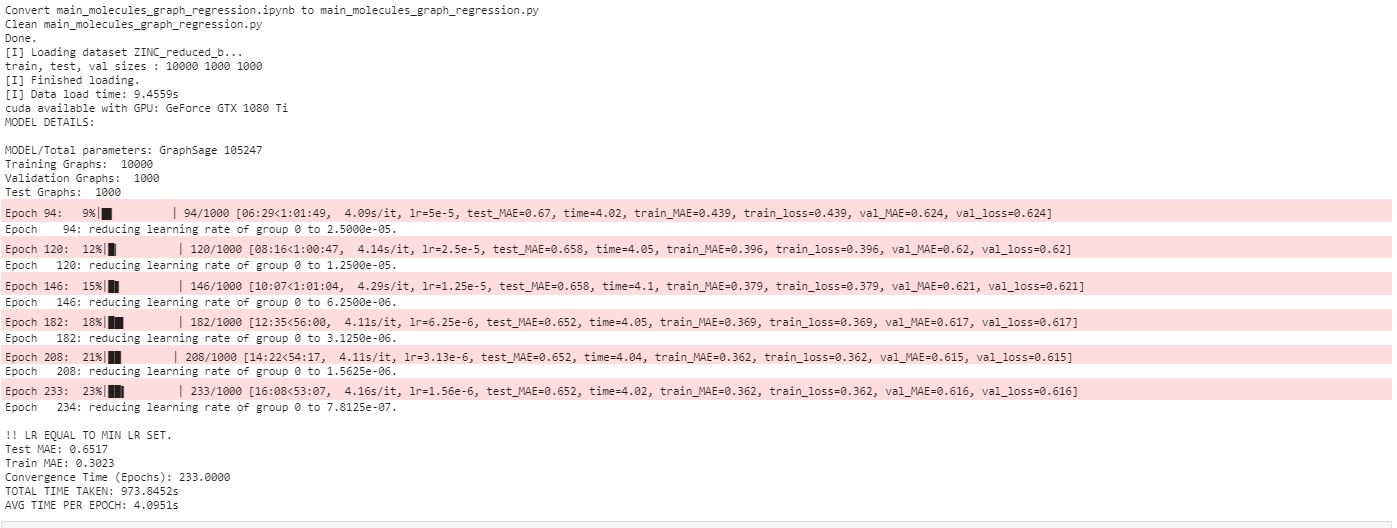 Convert main_molecules_graph_regression.ipynb to main_molecules_graph_regression.py
Clean main_molecules_graph_regression.py
Done.
[I] Loading dataset ZINC_reduced_b...
train, test, val sizes : 10000 1000 1000
[I] Finished loading.
[I] Data load time: 9.4559s
cuda available with GPU: GeForce GTX 1080 Ti
MODEL DETAILS:
MODEL/Total parameters: GraphSage 105247
Training Graphs:  10000
Validation Graphs:  1000
Test Graphs:  1000
Epoch 94:   9%|█         | 94/1000 [06:29<1:01:49,  4.09s/it, lr=5e-5, test_MAE=0.67, time=4.02, train_MAE=0.439, train_loss=0.439, val_MAE=0.624, val_loss=0.624]
Epoch    94: reducing learning rate of group 0 to 2.5000e-05.
Epoch 120:  12%|█         | 120/1000 [08:16<1:00:47,  4.14s/it, lr=2.5e-5, test_MAE=0.658, time=4.05, train_MAE=0.396, train_loss=0.396, val_MAE=0.62, val_loss=0.62]
Epoch   120: reducing learning rate of group 0 to 1.2500e-05.
Epoch 146:  15%|█▌        | 146/1000 [10:07<1:01:04,  4.29s/it, lr=1.25e-5, test_MAE=0.658, time=4.1, train_MAE=0.379, train_loss=0.379, val_MAE=0.621, val_loss=0.621]
Epoch   146: reducing learning rate of group 0 to 6.2500e-06.
Epoch 182:  18%|█▊        | 182/1000 [12:35<56:00,  4.11s/it, lr=6.25e-6, test_MAE=0.652, time=4.05, train_MAE=0.369, train_loss=0.369, val_MAE=0.617, val_loss=0.617]
Epoch   182: reducing learning rate of group 0 to 3.1250e-06.
Epoch 208:  21%|██        | 208/1000 [14:22<54:17,  4.11s/it, lr=3.13e-6, test_MAE=0.652, time=4.04, train_MAE=0.362, train_loss=0.362, val_MAE=0.615, val_loss=0.615]
Epoch   208: reducing learning rate of group 0 to 1.5625e-06.
Epoch 233:  23%|██▎       | 233/1000 [16:08<53:07,  4.16s/it, lr=1.56e-6, test_MAE=0.652, time=4.02, train_MAE=0.362, train_loss=0.362, val_MAE=0.616, val_loss=0.616]
Epoch   234: reducing learning rate of group 0 to 7.8125e-07.
!! LR EQUAL TO MIN LR SET.
Test MAE: 0.6517
Train MAE: 0.3023
Convergence Time (Epochs): 233.0000
TOTAL TIME TAKEN: 973.8452s
AVG TIME PER EPOCH: 4.0951s